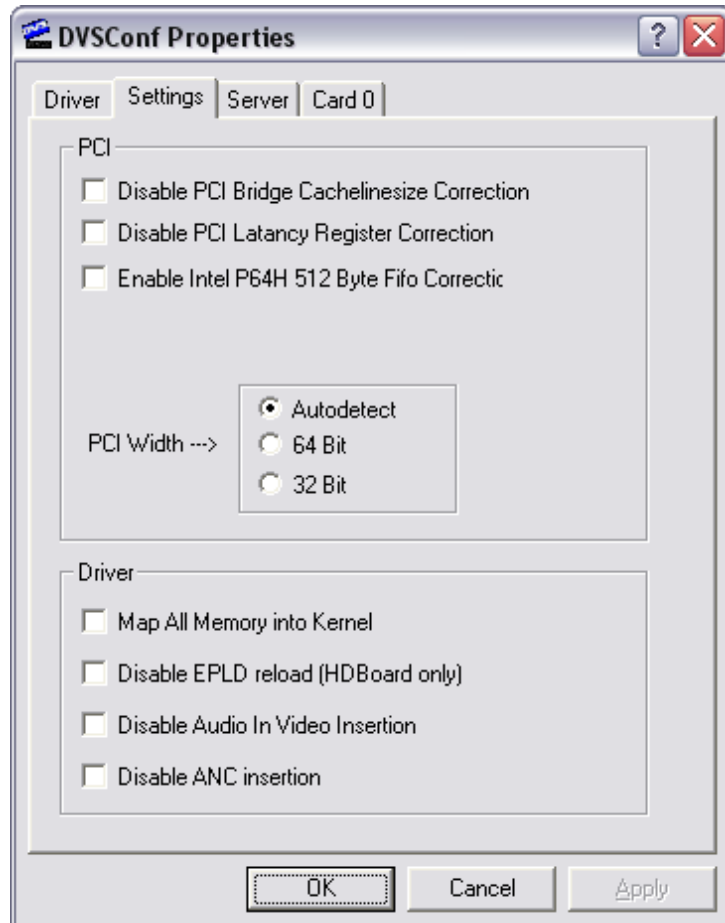 DVSConf Properties
Driver Settings Server Card 0
PCI
Disable PCI Bridge Cachelinesize Correction
Disable PCI Latancy Register Correction
Enable Intel P64H 512 Byte Fifo Correctic
Autodetect
PCI Width --->
64 Bit
32 Bit
Driver
Map All Memory into Kernel
Disable EPLD reload (HDBoard only)
Disable Audio In Video Insertion
Disable ANC insertion
OK Cancel Apply